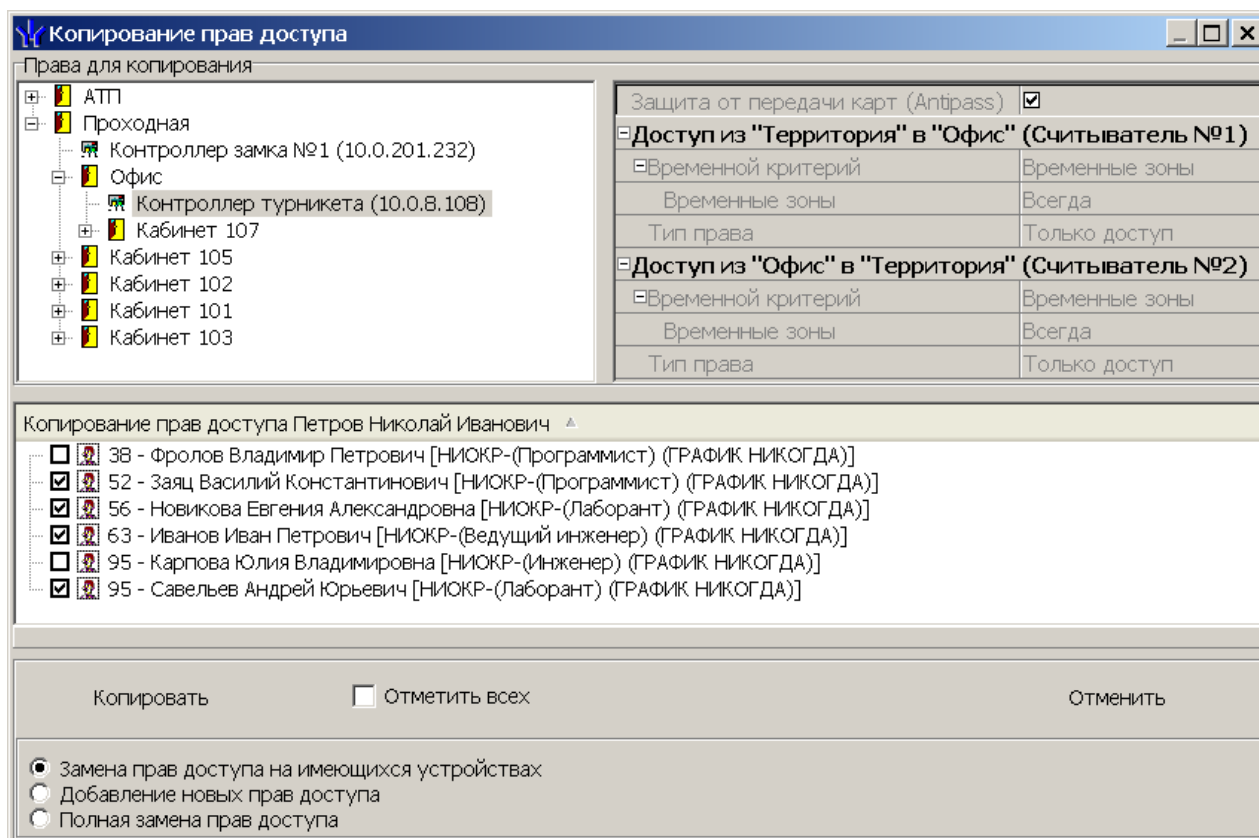 Копирование прав доступа
Права для копирования
АТП
Проходная
Контроллер замка №1 (10.0.201.232)
Офис
Контроллер турникета (10.0.8.108)
Кабинет 107
Кабинет 105
Кабинет 102
Кабинет 101
Кабинет 103
Защита от передачи карт (Antipass)
Доступ из "Территория" в "Офис" (Считыватель №1)
Временной критерий Временные зоны
Временные зоны Всегда
Тип права Только доступ
Доступ из "Офис" в "Территория" (Считыватель №2)
Временной критерий Временные зоны
Временные зоны Всегда
Тип права Только доступ
Копирование прав доступа Петров Николай Иванович
38 - Фролов Владимир Петрович [НИОКР-(Программист) (ГРАФИК НИКОГДА)]
52 - Заяц Василий Константинович [НИОКР-(Программист) (ГРАФИК НИКОГДА)]
56 - Новикова Евгения Александровна [НИОКР-(Лаборант) (ГРАФИК НИКОГДА)]
63 - Иванов Иван Петрович [НИОКР-(Ведущий инженер) (ГРАФИК НИКОГДА)]
95 - Карпова Юлия Владимировна [НИОКР-(Инженер) (ГРАФИК НИКОГДА)]
95 - Савельев Андрей Юрьевич [НИОКР-(Лаборант) (ГРАФИК НИКОГДА)]
Копировать Отметить всех Отменить
Замена прав доступа на имеющихся устройствах
Добавление новых прав доступа
Полная замена прав доступа